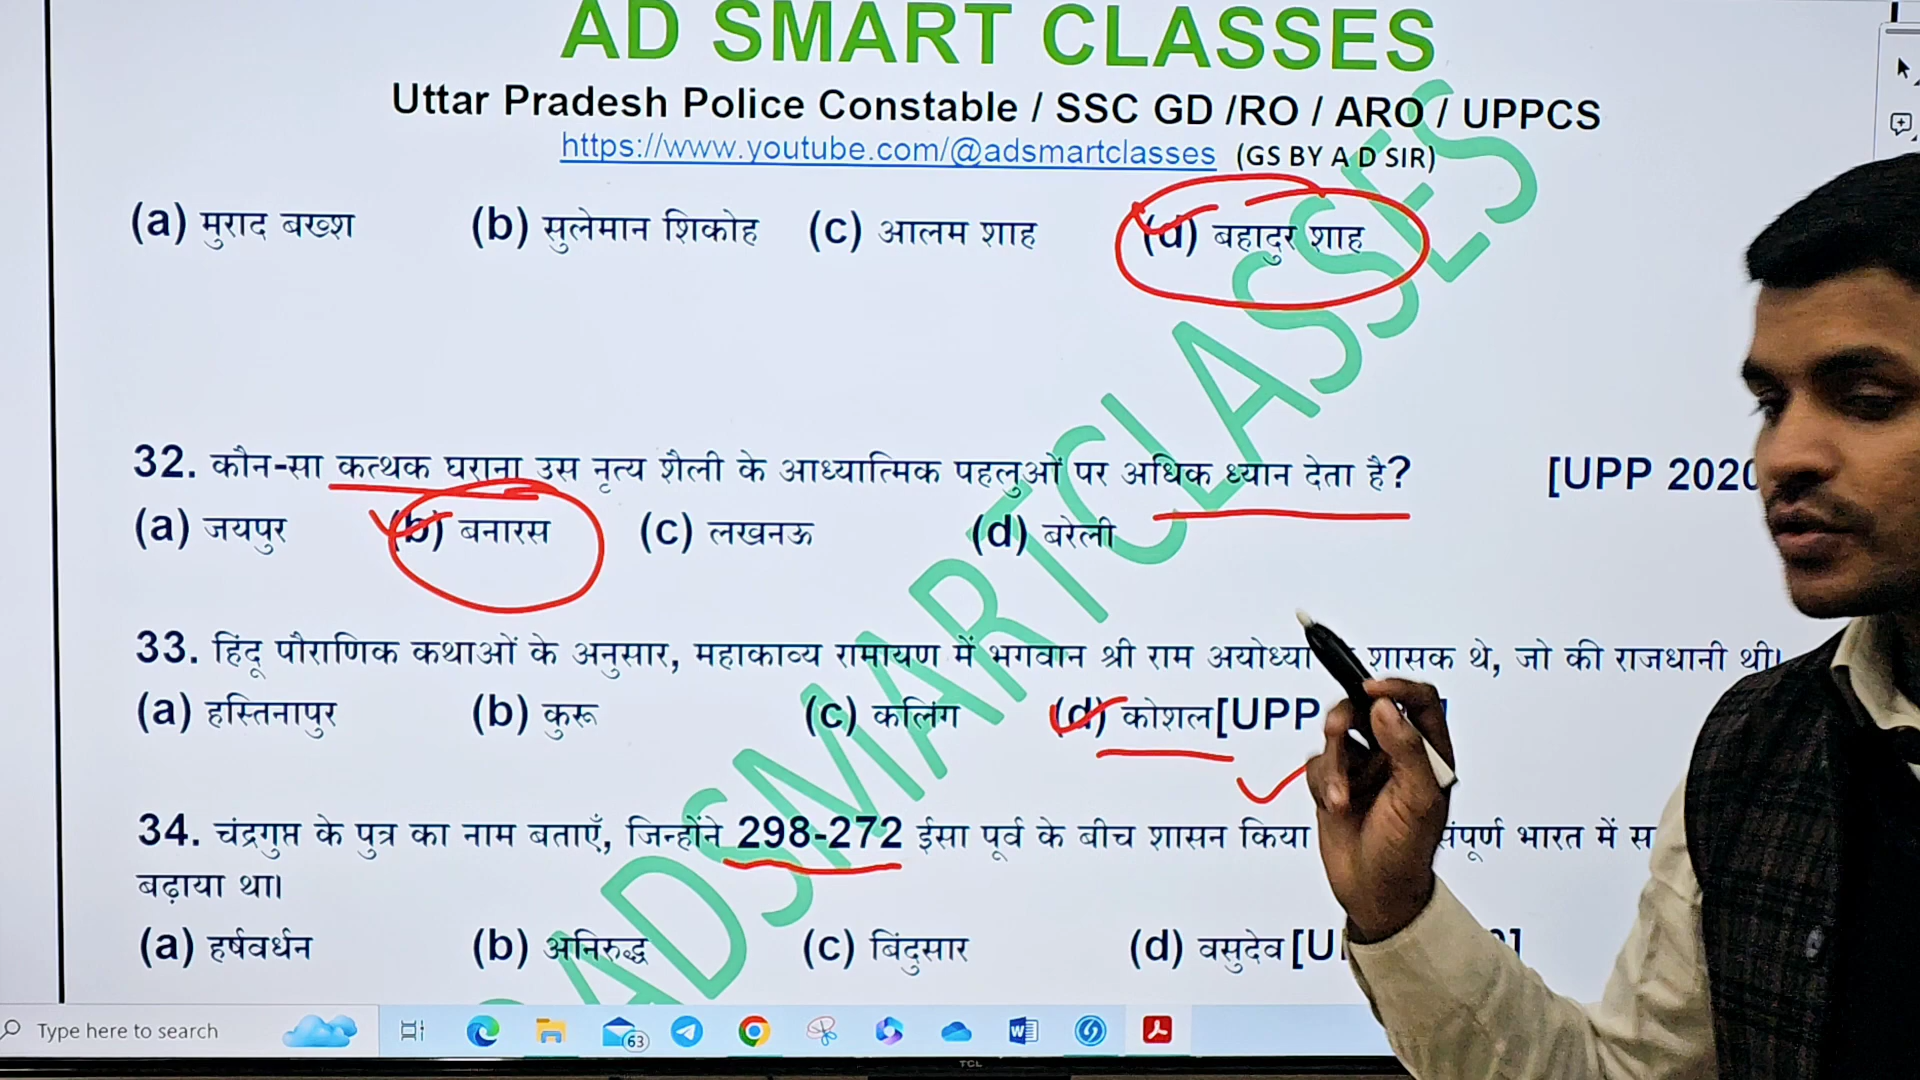 AD SMART CLASSES
Uttar Pradesh Police Constable / SSC GD /RO / ARO / UPPCS
https://www.youtube.com/@adsmartclasses (GS BY A D SIR)
(a) मुराद बख्श (b) सुलेमान शिकोह (c) आलम शाह (d) बहादुर शाह
32. कौन-सा कत्थक घराना उस नृत्य शैली के आध्यात्मिक पहलुओं पर अधिक ध्यान देता है? [UPP 2020
(a) जयपुर (b) बनारस (c) लखनऊ (d) बरेली
33. हिंदू पौराणिक कथाओं के अनुसार, महाकाव्य रामायण में भगवान श्री राम अयोध्या शासक थे, जो की राजधानी थी।
(a) हस्तिनापुर (b) कुरू (c) कलिंग (d) कोशल[UPP
34. चंद्रगुप्त के पुत्र का नाम बताएँ, जिन्होंने 298-272 ईसा पूर्व के बीच शासन किया संपूर्ण भारत में
बढ़ाया था।
(a) हर्षवर्धन (b) अनिरुद्ध (c) बिंदुसार (d) वसुदेव [U
ADSMARTCLASSES
Type here to search
63
TCL